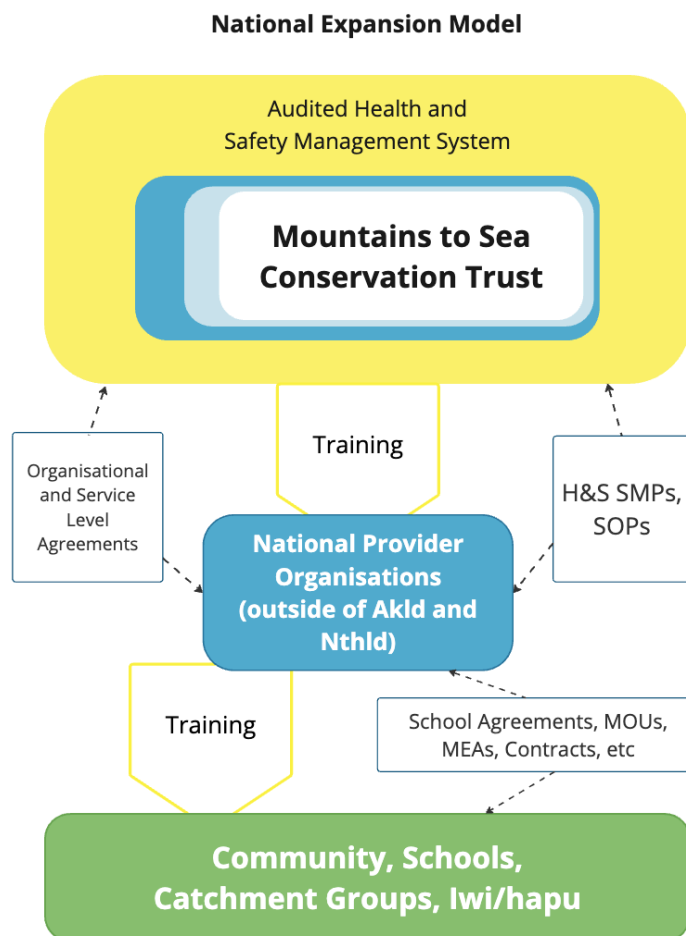 National Expansion Model
Audited Health and
Safety Management System
Mountains to Sea
Conservation Trust
Training
Organisational
and Service
Level
Agreements
H&S SMPs,
SOPs
National Provider
Organisations
(outside of Akld and
Nthld)
Training
School Agreements, MOUs,
MEAs, Contracts, etc
Community, Schools,
Catchment Groups, Iwi/hapu